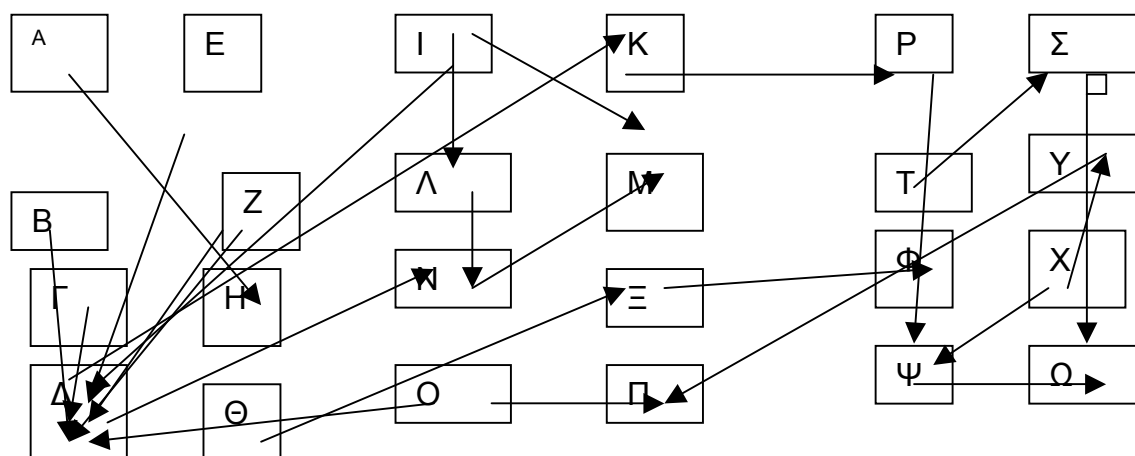 Α Ε Ι Κ Ρ Σ
Λ Μ Τ Υ
Β Ζ
Γ Η Ν Ξ Φ Χ
Δ Θ Ο Π Ψ Ω